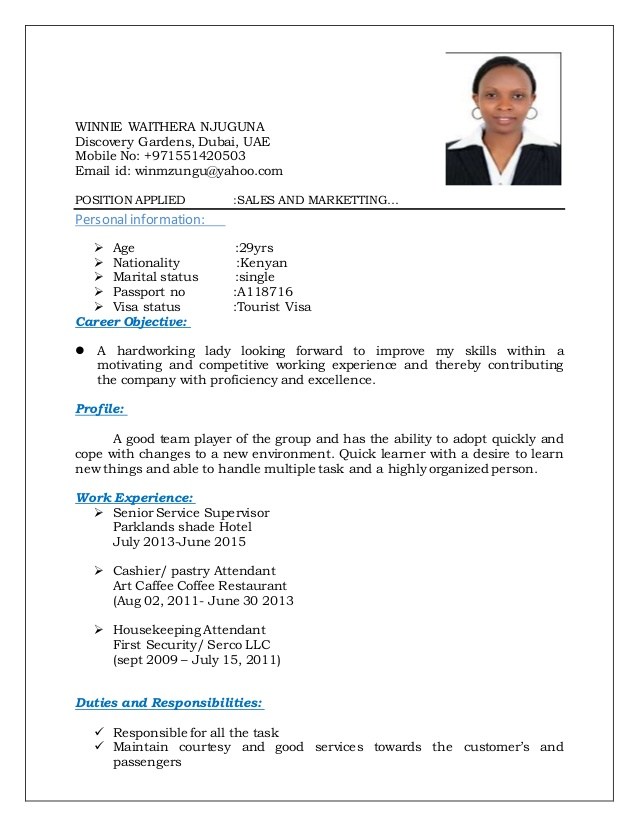 WINNIE WAITHERA NJUGUNA
Discovery Gardens, Dubai, UAE
Mobile No: +971551420503
Email id: winmzungu@yahoo.com
POSITION APPLIED :SALES AND MARKETTING...
Personal information:
Age :29yrs
Nationality :Kenyan
Marital status :single
Passport no :A118716
Visa status :Tourist Visa
Career Objective:
A hardworking lady looking forward to improve my skills within a
motivating and competitive working experience and thereby contributing
the company with proficiency and excellence.
Profile:
A good team player of the group and has the ability to adopt quickly and
cope with changes to a new environment. Quick learner with a desire to learn
new things and able to handle multiple task and a highly organized person.
Work Experience:
Senior Service Supervisor
Parklands shade Hotel
July 2013-June 2015
Cashier/ pastry Attendant
Art Caffee Coffee Restaurant
(Aug 02, 2011- June 30 2013
Housekeeping Attendant
First Security/ Serco LLC
(sept 2009 – July 15, 2011)
Duties and Responsibilities:
Responsible for all the task
Maintain courtesy and good services towards the customer's and
passengers